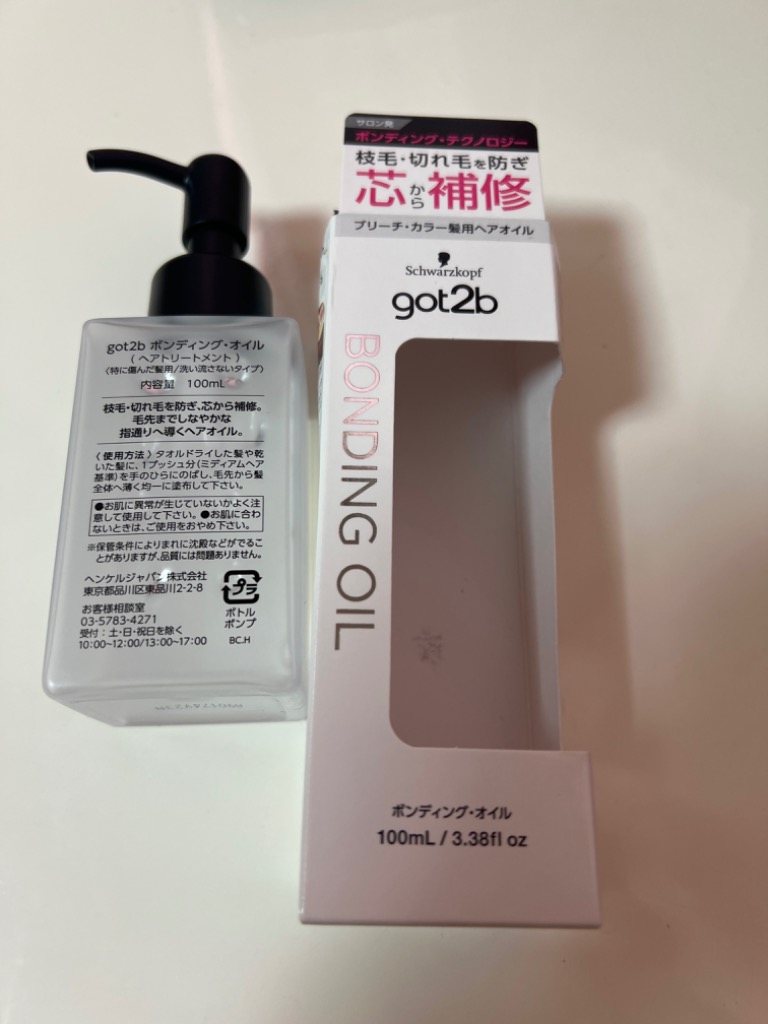 got2b ボンディング・オイル
(ヘアトリートメント)
〈特に傷んだ髪用/洗い流さないタイプ〉
内容量 100mL
枝毛・切れ毛を防ぎ、芯から補修。
毛先までしなやかな
指通りへ導くヘアオイル。
〈使用方法〉タオルドライした髪や乾
いた髪に、1プッシュ分(ミディアムヘア
基準)を手のひらにのばし、毛先から髪
全体へ薄く均一に塗布して下さい。
●お肌に異常が生じていないかよく注
意して使用して下さい。●お肌に合わ
ないときは、ご使用をおやめ下さい。
※保管条件によりまれに沈殿などがでるこ
とがありますが、品質には問題ありません。
ヘンケルジャパン株式会社
東京都品川区東品川2-2-8
お客様相談室
03-5783-4271
受付:土・日・祝日を除く
10:00~12:00/13:00~17:00
プラ
ボトル
ポンプ
BC.H
サロン発
ボンディング・テクノロジー
枝毛・切れ毛を防ぎ
芯から補修
ブリーチ・カラー髪用ヘアオイル
Schwarzkopf
got2b
BONDING OIL
ボンディング・オイル
100mL / 3.38fl oz